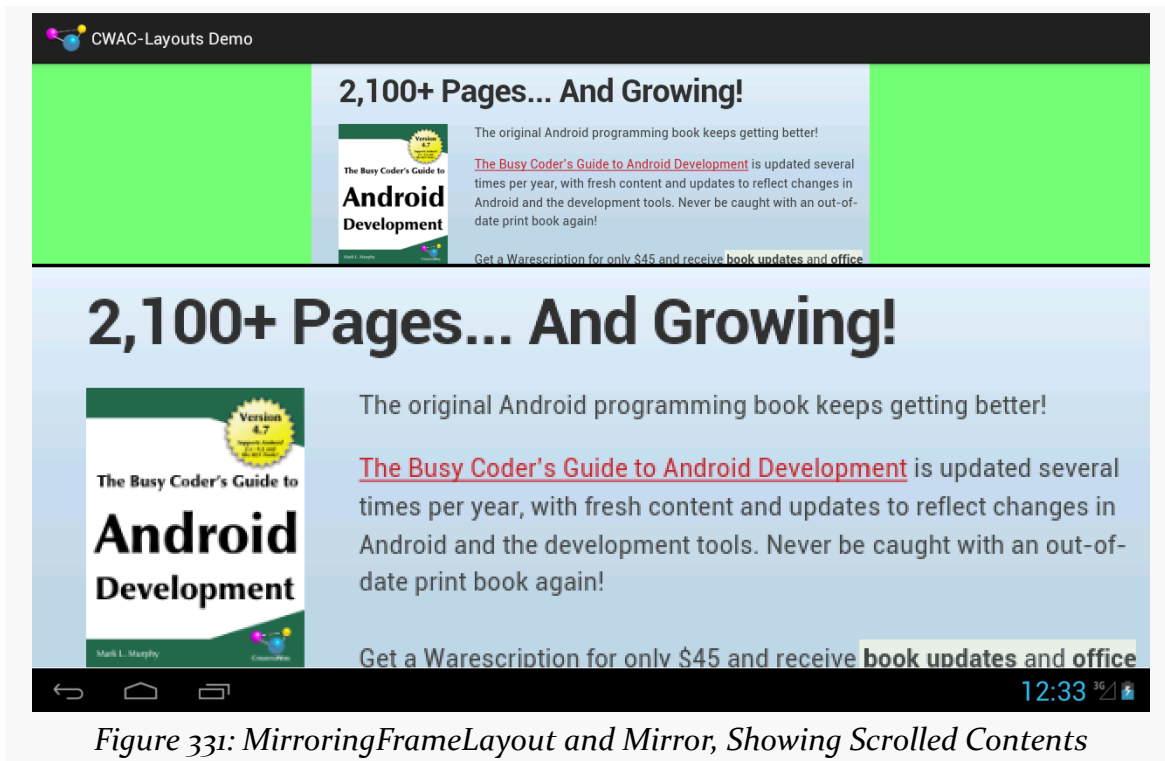 CWAC-Layouts Demo
2,100+ Pages... And Growing!
Version
4.7
The Busy Coder's Guide to
Android
Development
Mark L. Murphy
The original Android programming book keeps getting better!
The Busy Coder's Guide to Android Development is updated several
times per year, with fresh content and updates to reflect changes in
Android and the development tools. Never be caught with an out-of-
date print book again!
Get a Warescription for only $45 and receive book updates and office
2,100+ Pages... And Growing!
Version
4.7
The Busy Coder's Guide to
Android
Development
Mark L. Murphy
CommonsWare
The original Android programming book keeps getting better!
The Busy Coder's Guide to Android Development is updated several
times per year, with fresh content and updates to reflect changes in
Android and the development tools. Never be caught with an out-of-
date print book again!
Get a Warescription for only $45 and receive book updates and office
12:33 3G
Figure 331: MirroringFrameLayout and Mirror, Showing Scrolled Contents